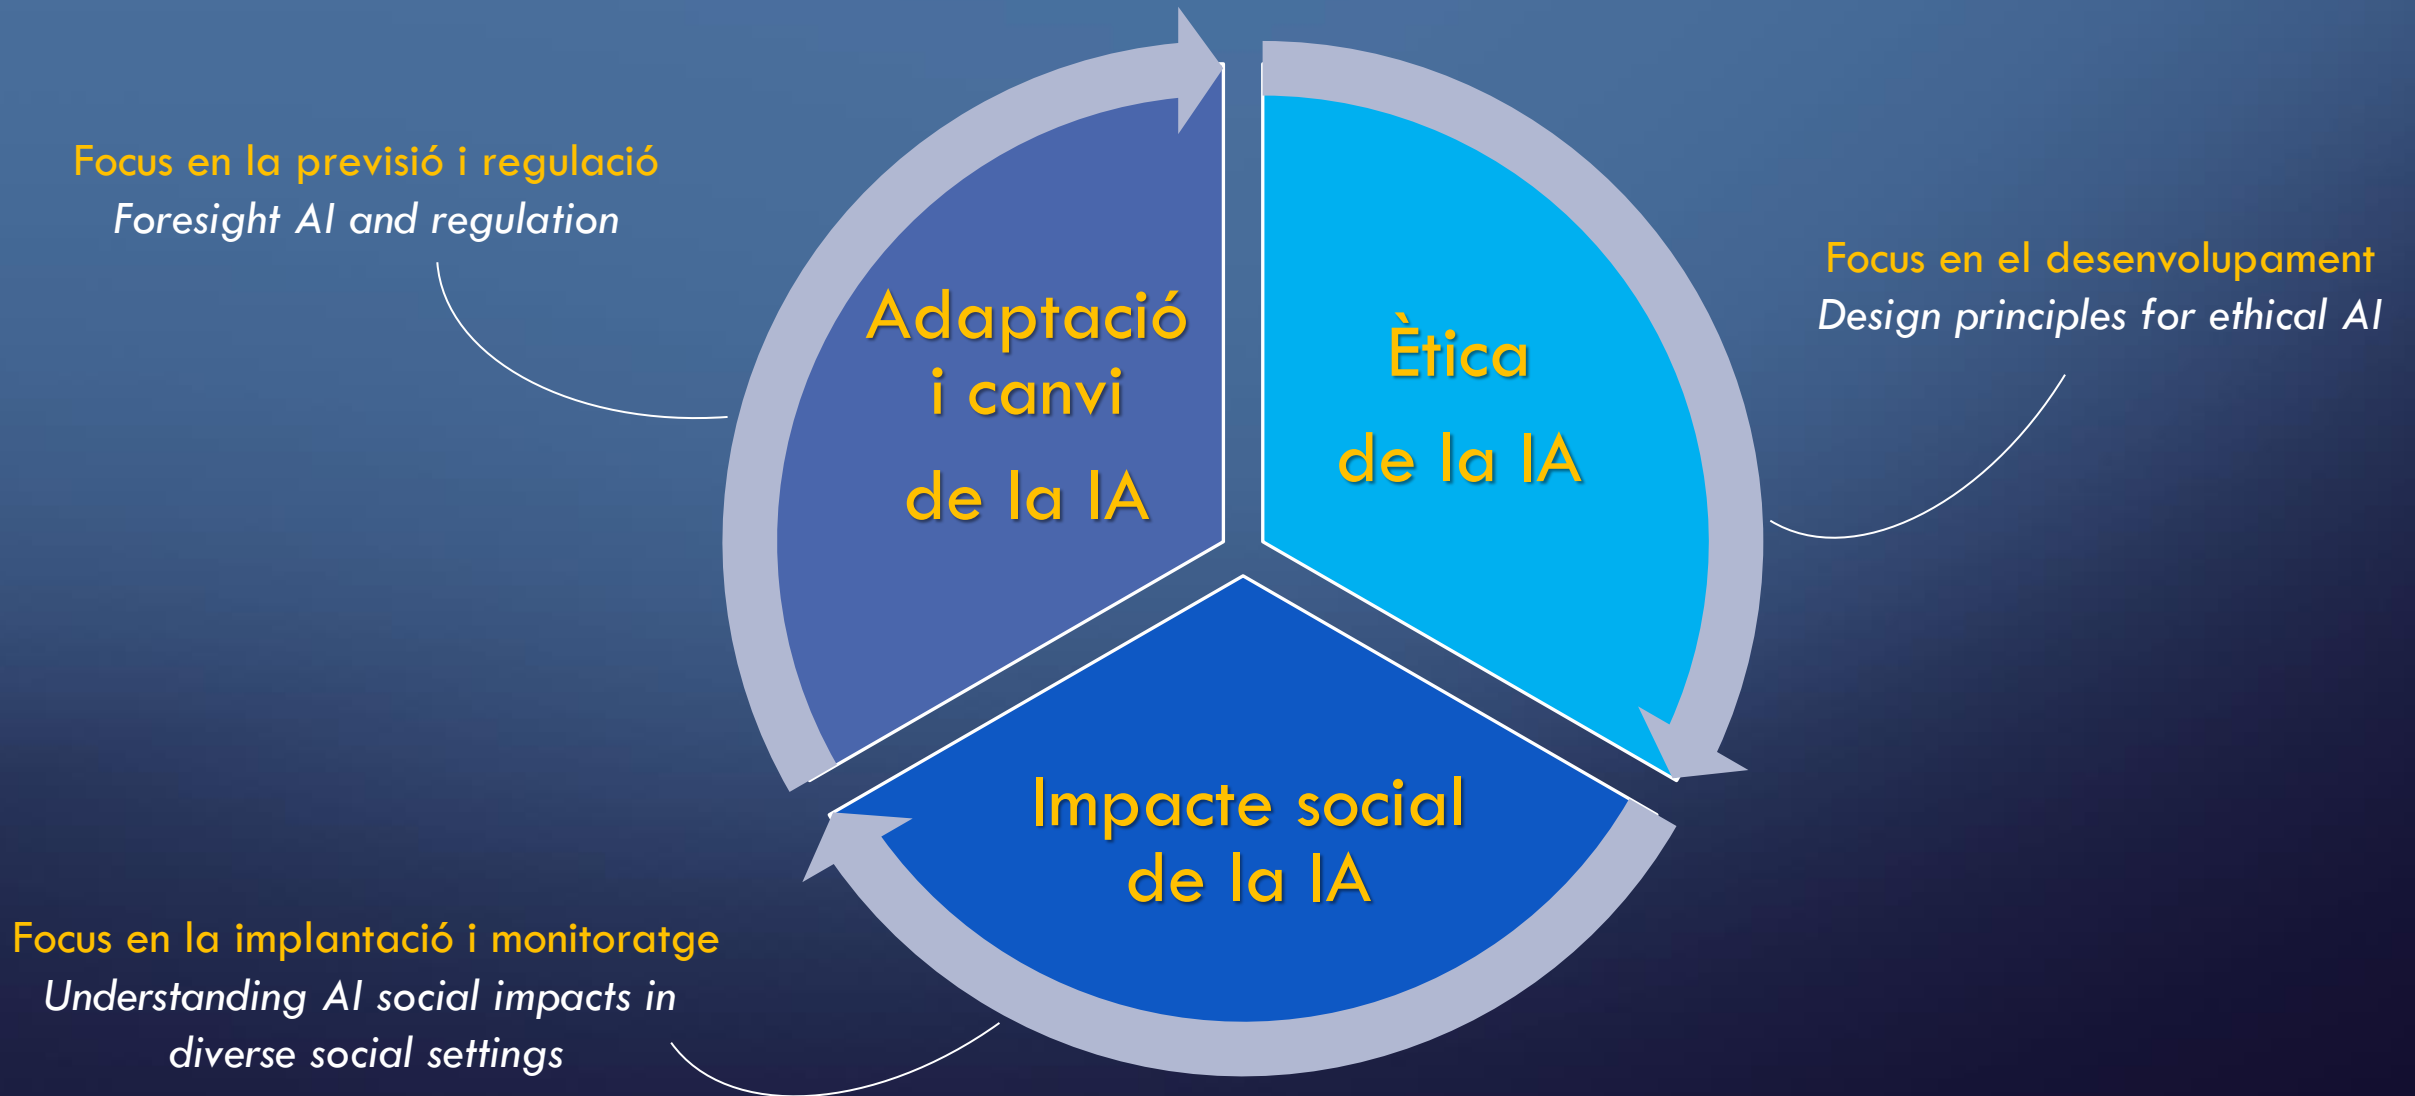 Focus en la previsió i regulació
Foresight AI and regulation
Adaptació
i canvi
de la IA
Ètica
de la IA
Focus en el desenvolupament
Design principles for ethical AI
Impacte social
de la IA
Focus en la implantació i monitoratge
Understanding AI social impacts in
diverse social settings